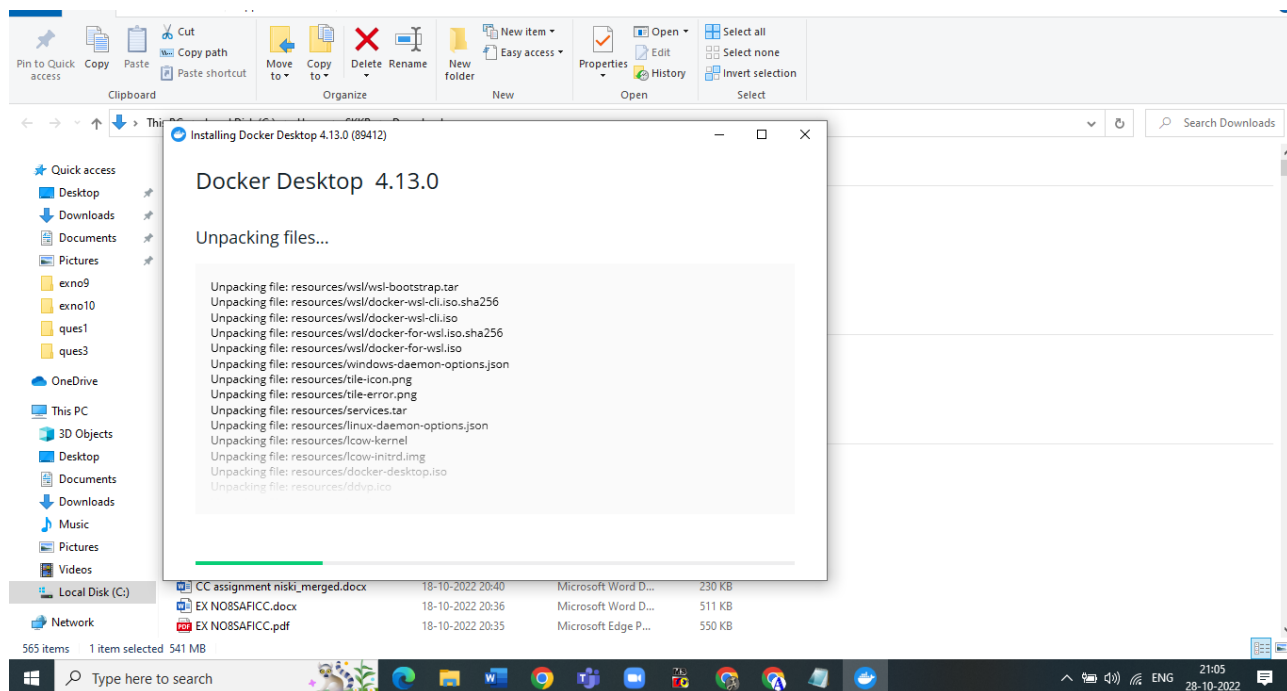 Cut
Copy path
Paste shortcut
Pin to Quick access
Copy
Paste
Move to
Copy to
Delete
Rename
New folder
New item
Easy access
Properties
Open
Edit
History
Select all
Select none
Invert selection
Clipboard
Organize
New
Open
Select
Search Downloads
Installing Docker Desktop 4.13.0 (89412)
Docker Desktop 4.13.0
Unpacking files...
Unpacking file: resources/wsl/wsl-bootstrap.tar
Unpacking file: resources/wsl/docker-wsl-cli.iso.sha256
Unpacking file: resources/wsl/docker-wsl-cli.iso
Unpacking file: resources/wsl/docker-for-wsl.iso.sha256
Unpacking file: resources/wsl/docker-for-wsl.iso
Unpacking file: resources/windows-daemon-options.json
Unpacking file: resources/tile-icon.png
Unpacking file: resources/tile-error.png
Unpacking file: resources/services.tar
Unpacking file: resources/linux-daemon-options.json
Unpacking file: resources/lcow-kernel
Unpacking file: resources/lcow-initrd.img
Unpacking file: resources/docker-desktop.iso
Unpacking file: resources/ddvp.ico
Quick access
Desktop
Downloads
Documents
Pictures
exno9
exno10
ques1
ques3
OneDrive
This PC
3D Objects
Desktop
Documents
Downloads
Music
Pictures
Videos
Local Disk (C:)
Network
CC assignment niski_merged.docx 18-10-2022 20:40 Microsoft Word D... 230 KB
EX NO8SAFICC.docx 18-10-2022 20:36 Microsoft Word D... 511 KB
EX NO8SAFICC.pdf 18-10-2022 20:35 Microsoft Edge P... 550 KB
565 items 1 item selected 541 MB
Type here to search
ENG
21:05
28-10-2022